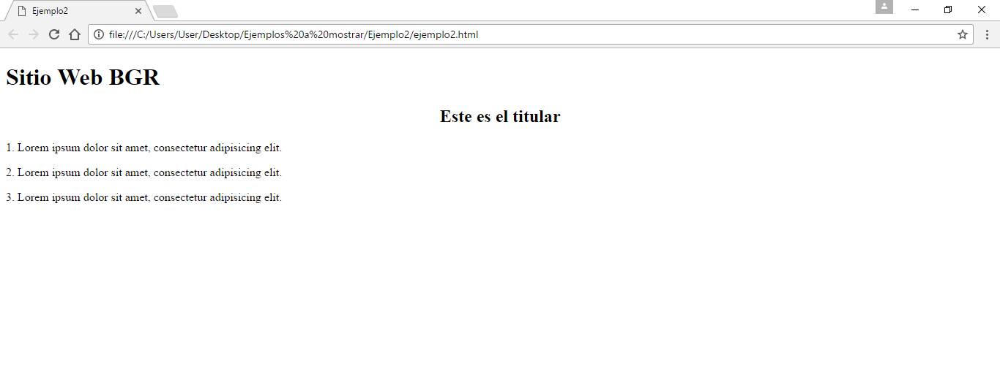 Ejemplo2
file:///C:/Users/User/Desktop/Ejemplos%20a%20mostrar/Ejemplo2/ejemplo2.html
Sitio Web BGR
Este es el titular
1. Lorem ipsum dolor sit amet, consectetur adipisicing elit.
2. Lorem ipsum dolor sit amet, consectetur adipisicing elit.
3. Lorem ipsum dolor sit amet, consectetur adipisicing elit.